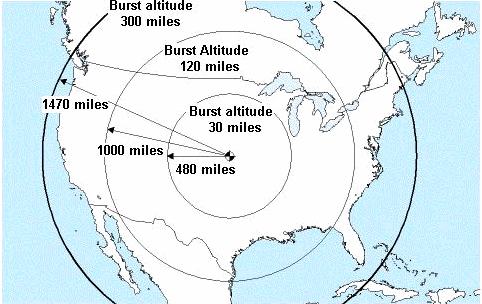 Burst altitude
300 miles
Burst Altitude
120 miles
1470 miles
Burst altitude
30 miles
1000 miles
480 miles